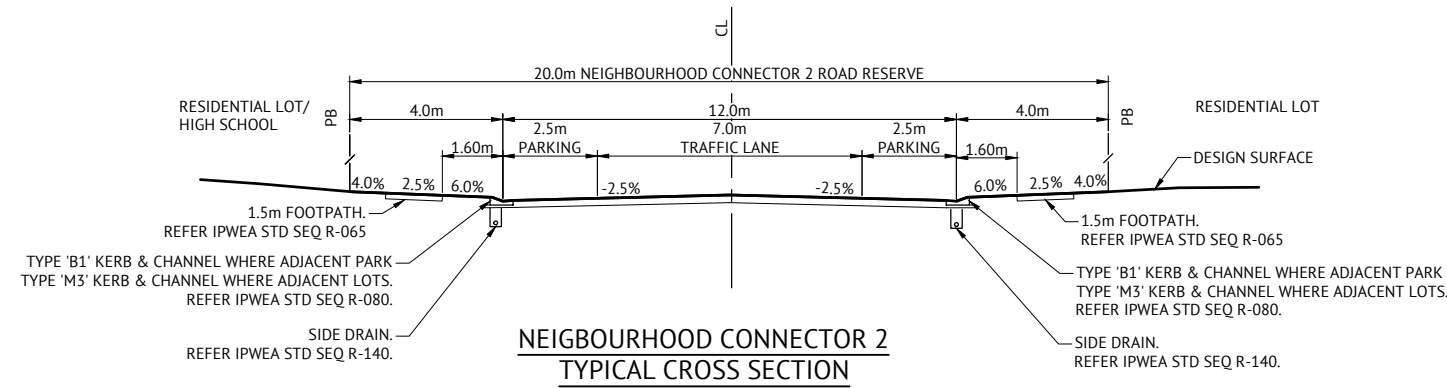 CL
20.0m NEIGHBOURHOOD CONNECTOR 2 ROAD RESERVE
RESIDENTIAL LOT/
HIGH SCHOOL
PB
4.0m
12.0m
4.0m
PB
RESIDENTIAL LOT
1.60m
2.5m
PARKING
7.0m
TRAFFIC LANE
2.5m
PARKING
1.60m
DESIGN SURFACE
4.0%
2.5%
6.0%
-2.5%
-2.5%
6.0%
2.5%
4.0%
1.5m FOOTPATH.
REFER IPWEA STD SEQ R-065
TYPE 'B1' KERB & CHANNEL WHERE ADJACENT PARK
TYPE 'M3' KERB & CHANNEL WHERE ADJACENT LOTS.
REFER IPWEA STD SEQ R-080.
SIDE DRAIN.
REFER IPWEA STD SEQ R-140.
1.5m FOOTPATH.
REFER IPWEA STD SEQ R-065
TYPE 'B1' KERB & CHANNEL WHERE ADJACENT PARK
TYPE 'M3' KERB & CHANNEL WHERE ADJACENT LOTS.
REFER IPWEA STD SEQ R-080.
SIDE DRAIN.
REFER IPWEA STD SEQ R-140.
NEIGBOURHOOD CONNECTOR 2
TYPICAL CROSS SECTION